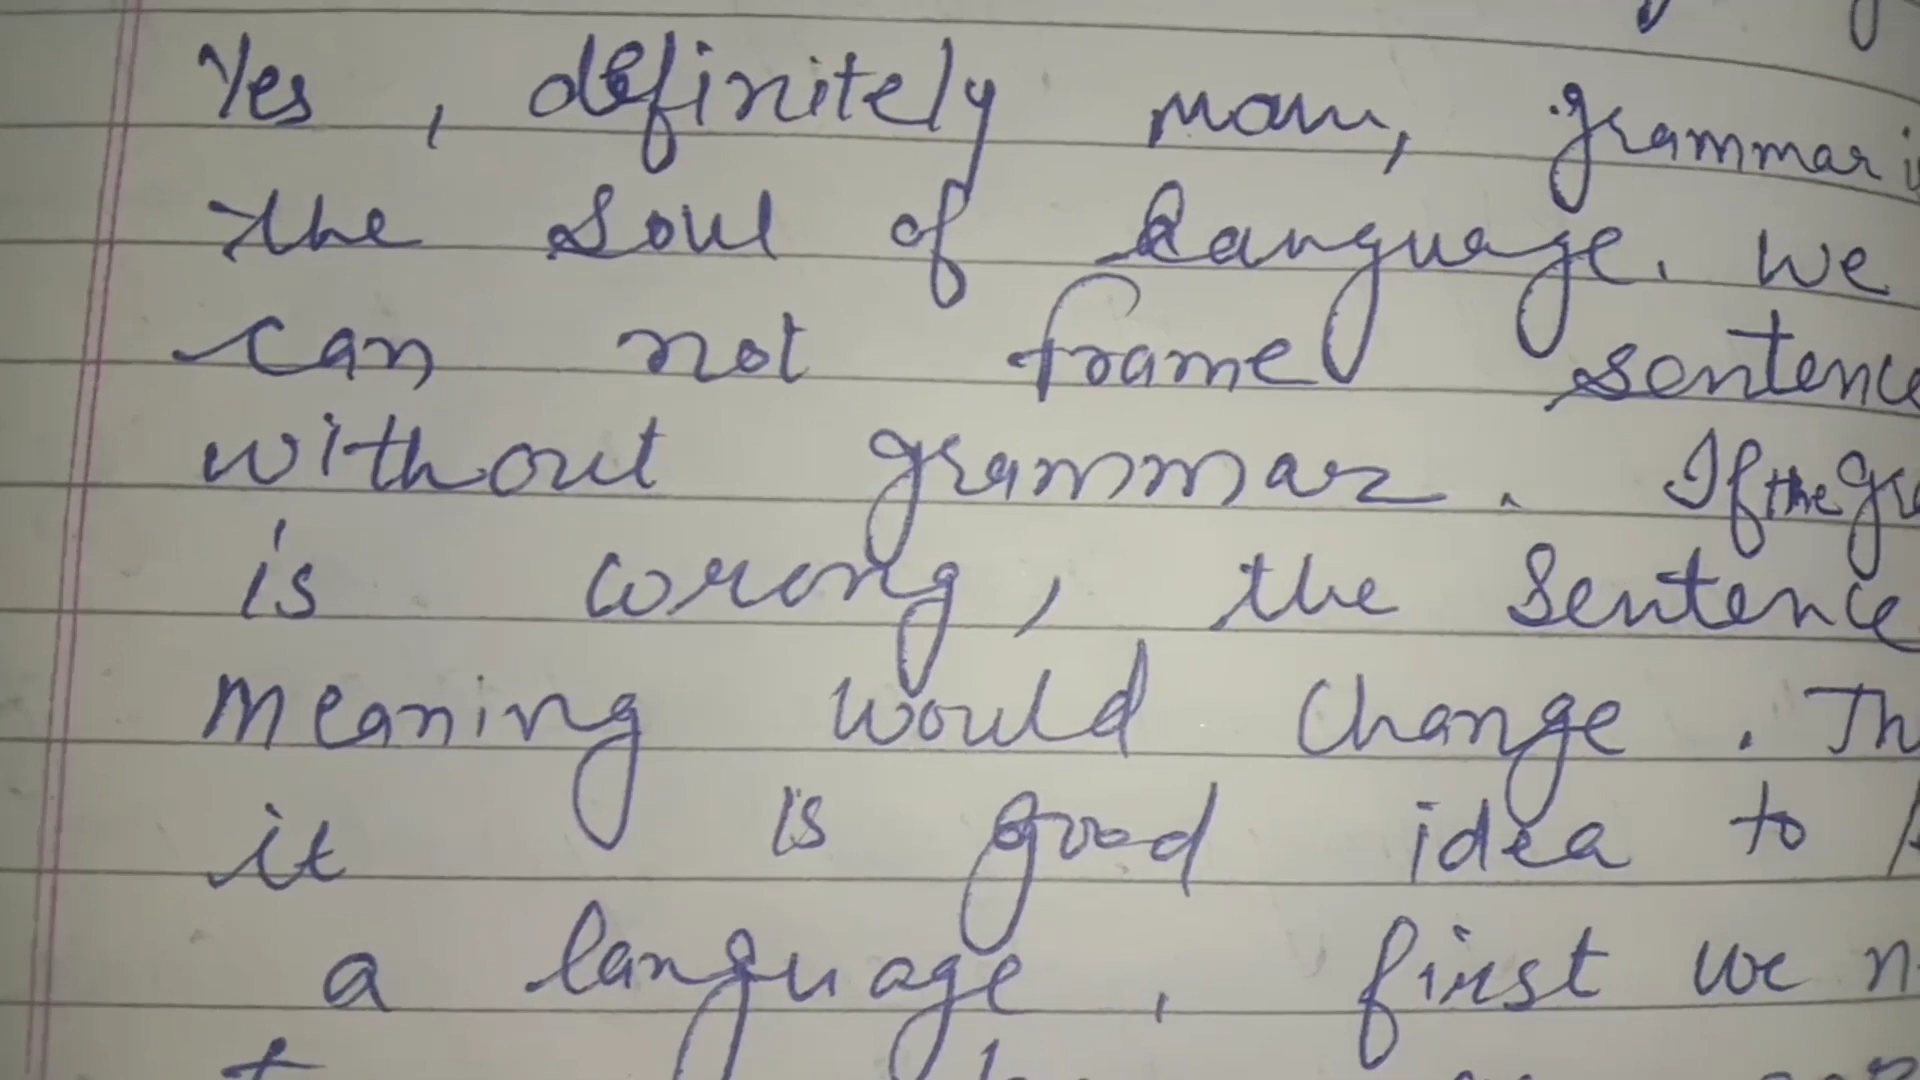 Yes, definitely mam, grammar is
the soul of language. We
can not frame sentence
without grammar. If the
is wrong, the Sentence
meaning would change.
it is good idea to
a language, first we